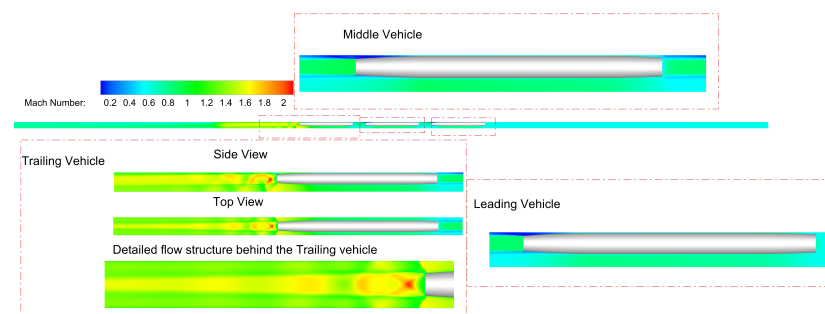 Middle Vehicle
Mach Number: 0.2 0.4 0.6 0.8 1 1.2 1.4 1.6 1.8 2
Trailing Vehicle
Side View
Top View
Detailed flow structure behind the Trailing vehicle
Leading Vehicle